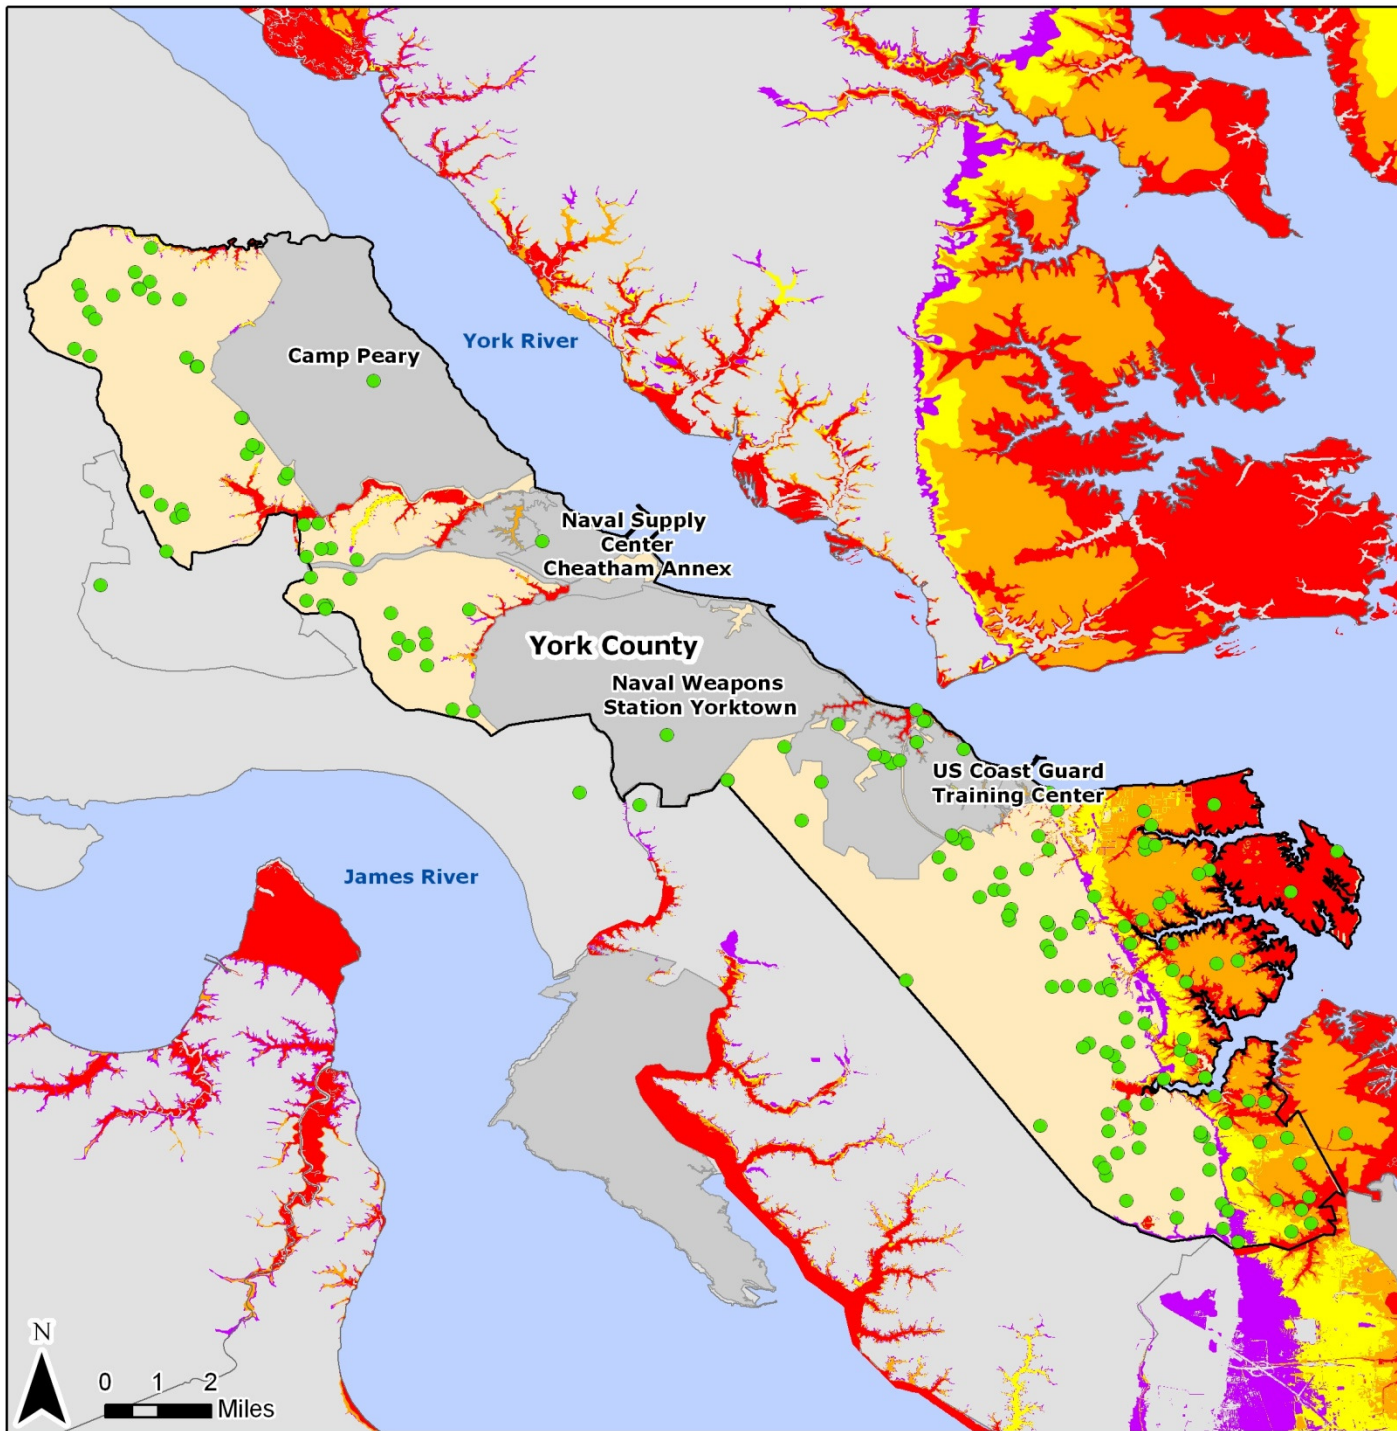 York River
Camp Peary
Naval Supply
Center
Cheatham Annex
York County
Naval Weapons
Station Yorktown
US Coast Guard
Training Center
James River
N
0 1 2
Miles